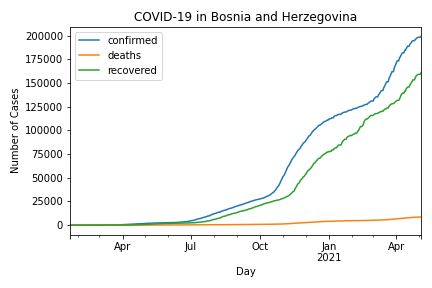 COVID-19 in Bosnia and Herzegovina
confirmed
deaths
recovered
Number of Cases
200000
175000
150000
125000
100000
75000
50000
25000
0
Apr
Jul
Oct
Jan
2021
Apr
Day